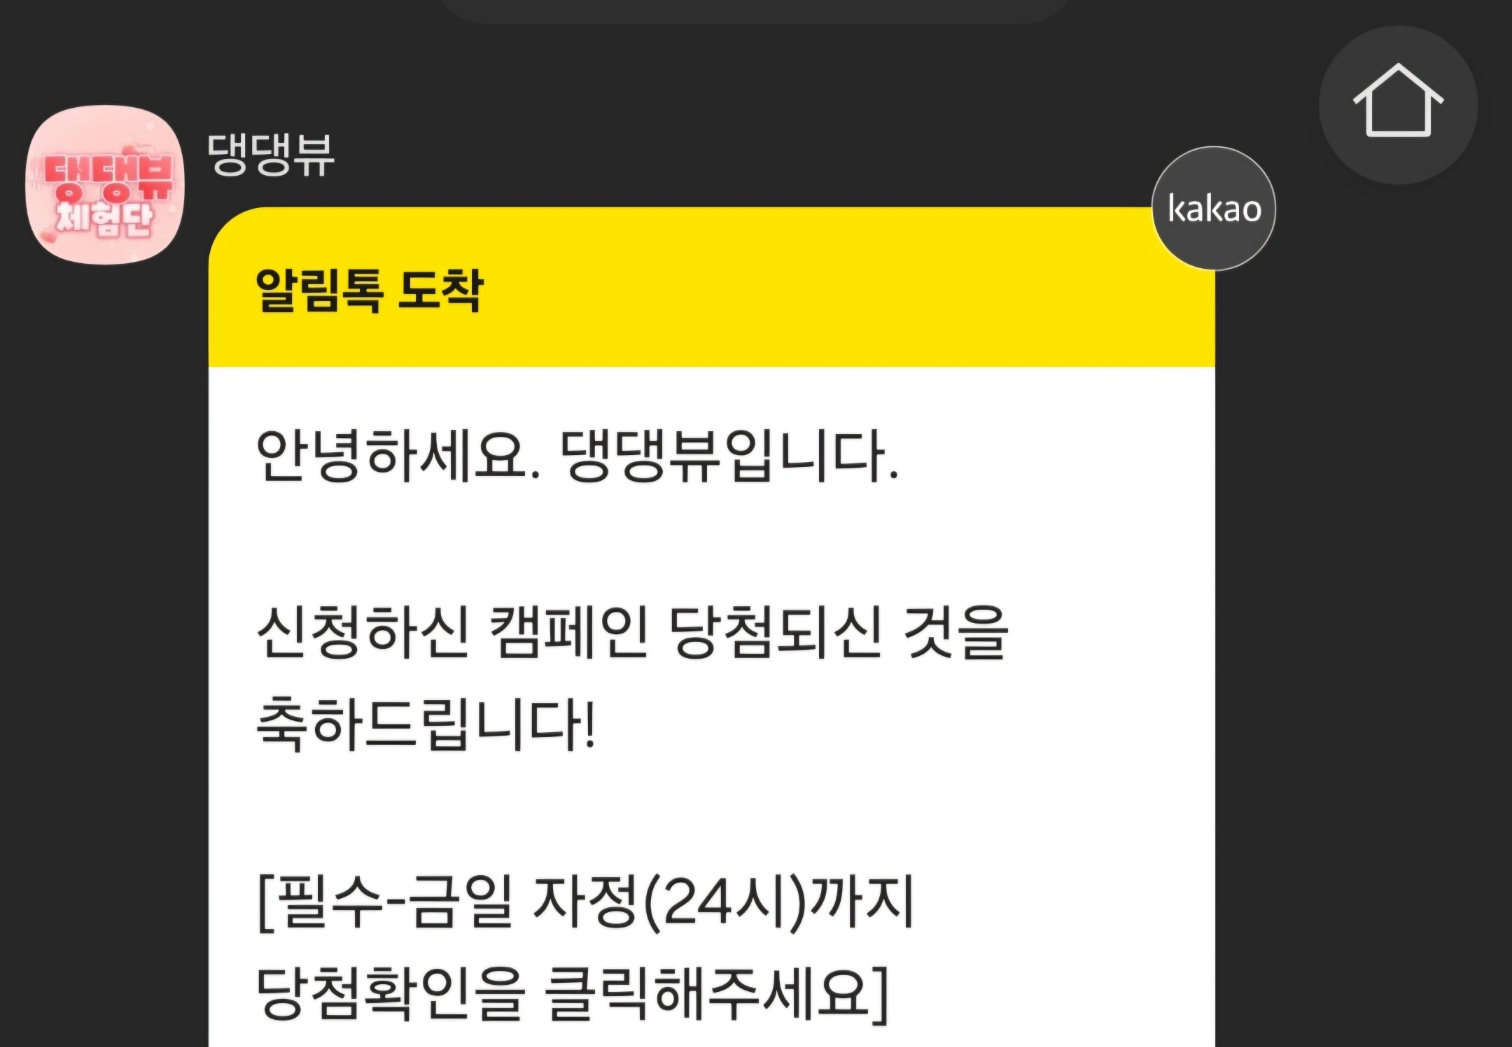 댕댕뷰
체험단
댕댕뷰
kakao
알림톡 도착
안녕하세요. 댕댕뷰입니다.
신청하신 캠페인 당첨되신 것을
축하드립니다!
[필수-금일 자정(24시)까지
당첨확인을 클릭해주세요]